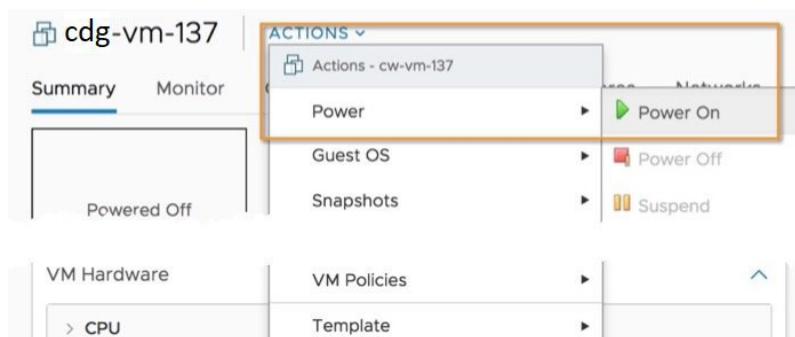 cdg-vm-137
ACTIONS
Actions - cw-vm-137
Summary
Monitor
Networks
Power
Power On
Guest OS
Power Off
Snapshots
Suspend
Powered Off
VM Hardware
VM Policies
CPU
Template